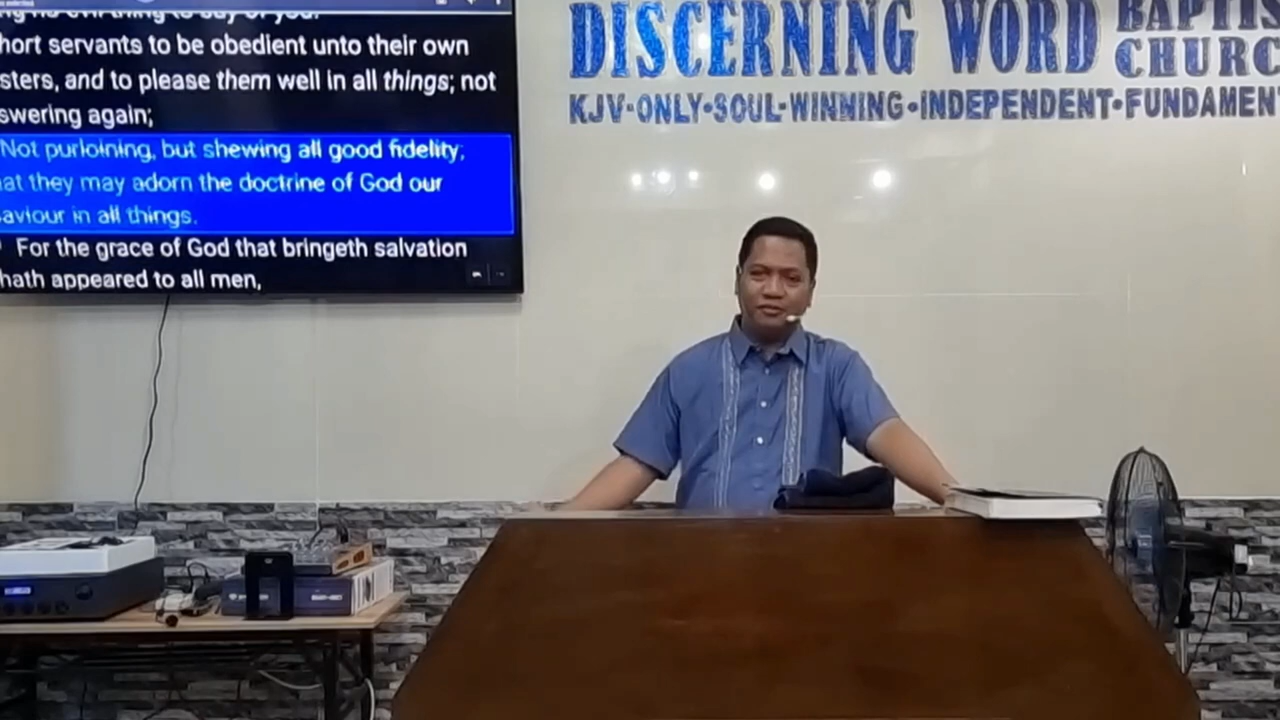 hort servants to be obedient unto their own
sters, and to please them well in all things; not
swering again;
Not purloining, but shewing all good fidelity;
at they may adorn the doctrine of God our
aviour in all things.
For the grace of God that bringeth salvation
hath appeared to all men,
DISCERNING WORD BAPTIS
CHURC
KJV-ONLY•SOUL-WINNING•INDEPENDENT•FUNDAMEN